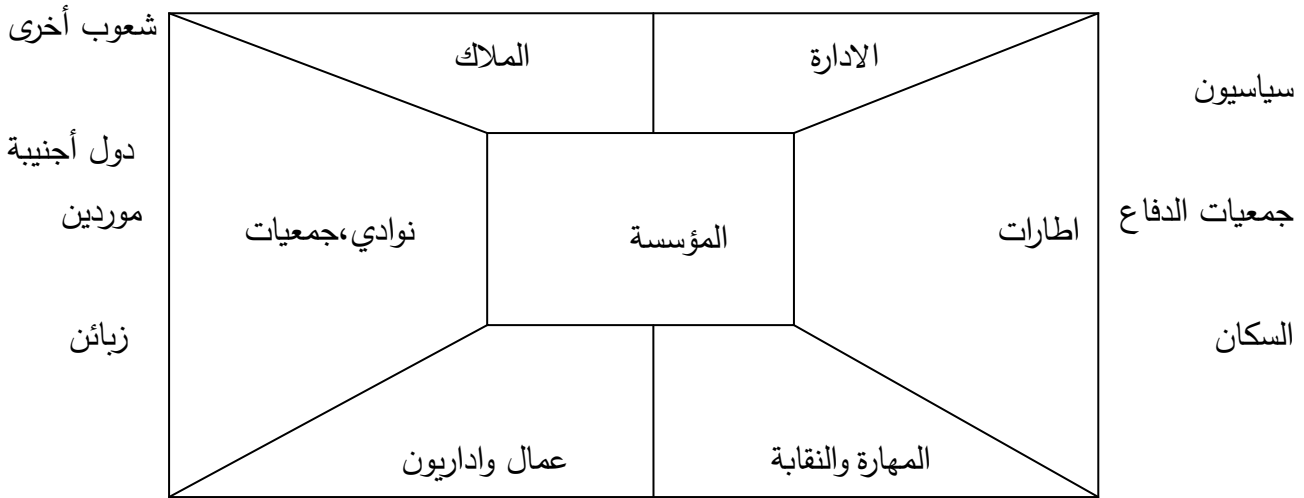 شعوب أخرى
الملاك
الادارة
سياسيون
دول أجنيبة
موردين
نوادي،جمعيات
المؤسسة
اطارات
جمعيات الدفاع
زبائن
السكان
عمال واداريون
المهارة والنقابة